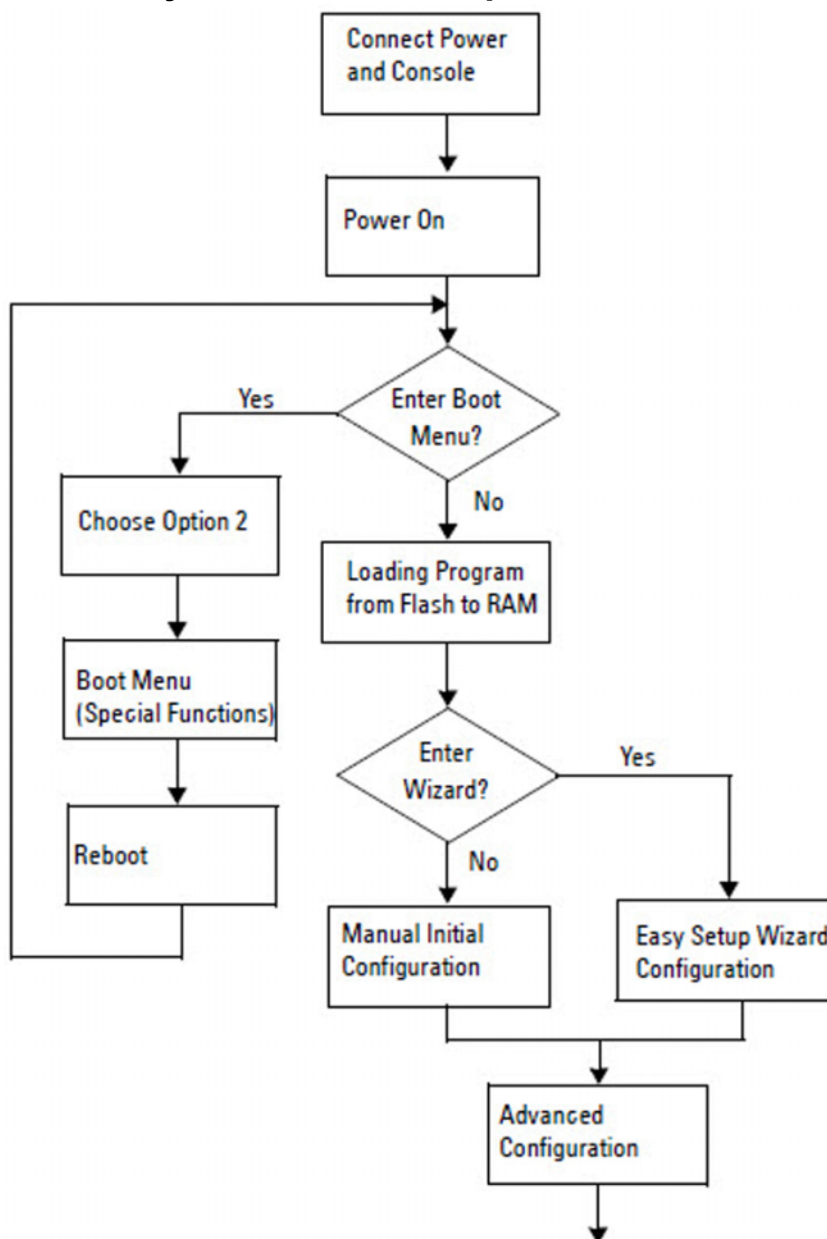 Connect Power
and Console
Power On
Enter Boot
Menu?
Yes
No
Choose Option 2
Loading Program
from Flash to RAM
Boot Menu
(Special Functions)
Enter
Wizard?
Yes
No
Reboot
Manual Initial
Configuration
Easy Setup Wizard
Configuration
Advanced
Configuration